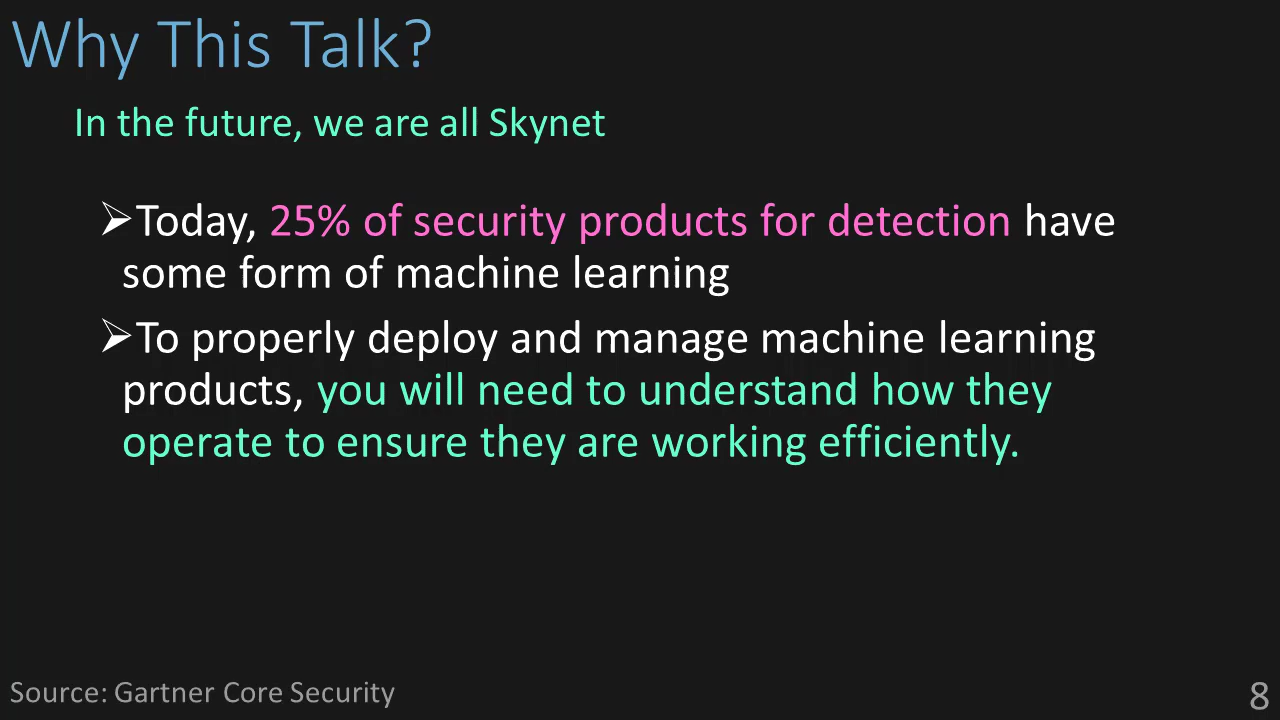 Why This Talk?
In the future, we are all Skynet
➢Today, 25% of security products for detection have
some form of machine learning
➢To properly deploy and manage machine learning
products, you will need to understand how they
operate to ensure they are working efficiently.
Source: Gartner Core Security
8